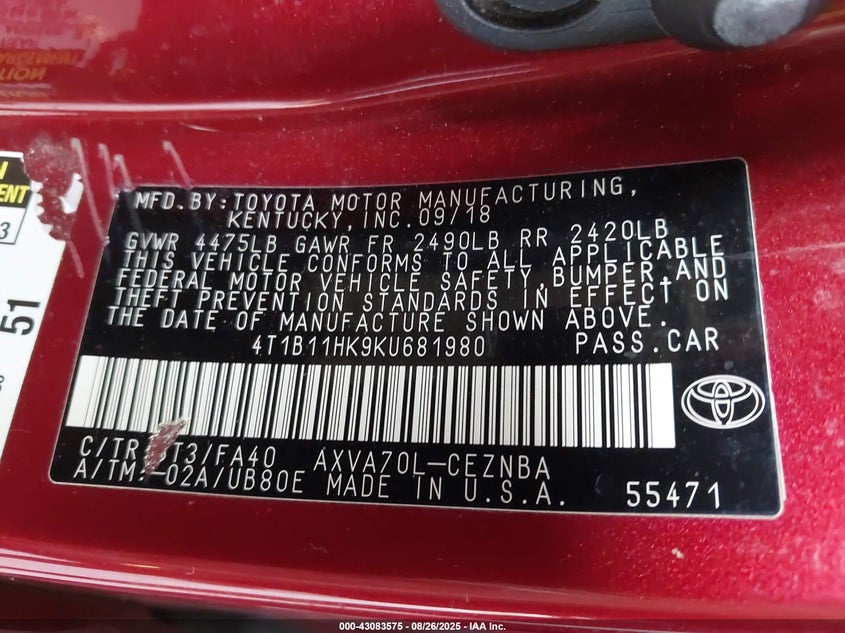 MFD.BY:TOYOTA MOTOR MANUFACTURING,
KENTUCKY,INC.09/18
GVWR 4475LB GAWR FR 2490LB RR 2420LB
THIS VEHICLE CONFORMS TO ALL APPLICABLE
FEDERAL MOTOR VEHICLE SAFETY,BUMPER,AND
THEFT PREVENTION STANDARDS IN EFFECT ON
THE DATE OF MANUFACTURE SHOWN ABOVE.
4T1B11HK9KU681980 PASS.CAR
C/TR T3/FA40 AXVA70L-CEZNBA
A/TM: -02A/UB80E MADE IN U.S.A. 55471
51
000-43083575 - 08/26/2025 - IAA Inc.